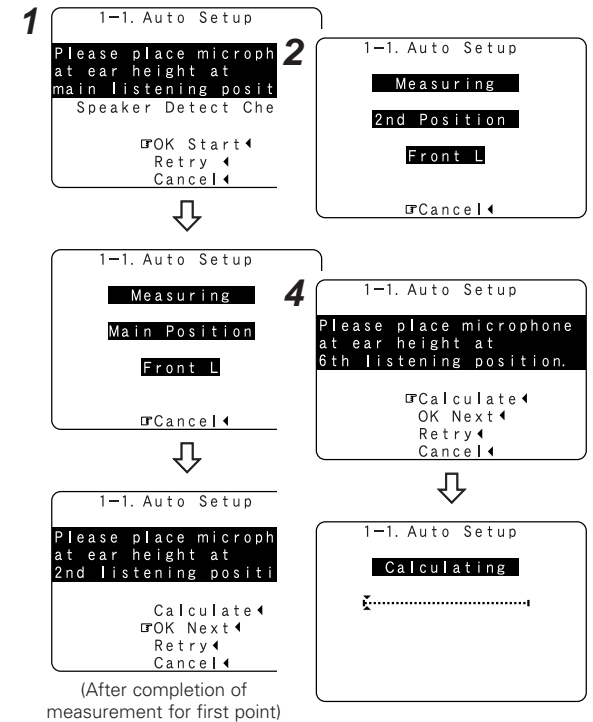 1
1-1. Auto Setup
Please place microph
at ear height at
main listening posit
Speaker Detect Che
☞OK Start◀
Retry ◀
Cancel◀
1-1. Auto Setup
Measuring
Main Position
Front L
☞Cancel◀
1-1. Auto Setup
Please place microph
at ear height at
2nd listening positi
Calculate◀
☞OK Next◀
Retry◀
Cancel◀
(After completion of
measurement for first point)
2
1-1. Auto Setup
Measuring
2nd Position
Front L
☞Cancel◀
4
1-1. Auto Setup
Please place microphone
at ear height at
6th listening position.
☞Calculate◀
OK Next◀
Retry◀
Cancel◀
1-1. Auto Setup
Calculating